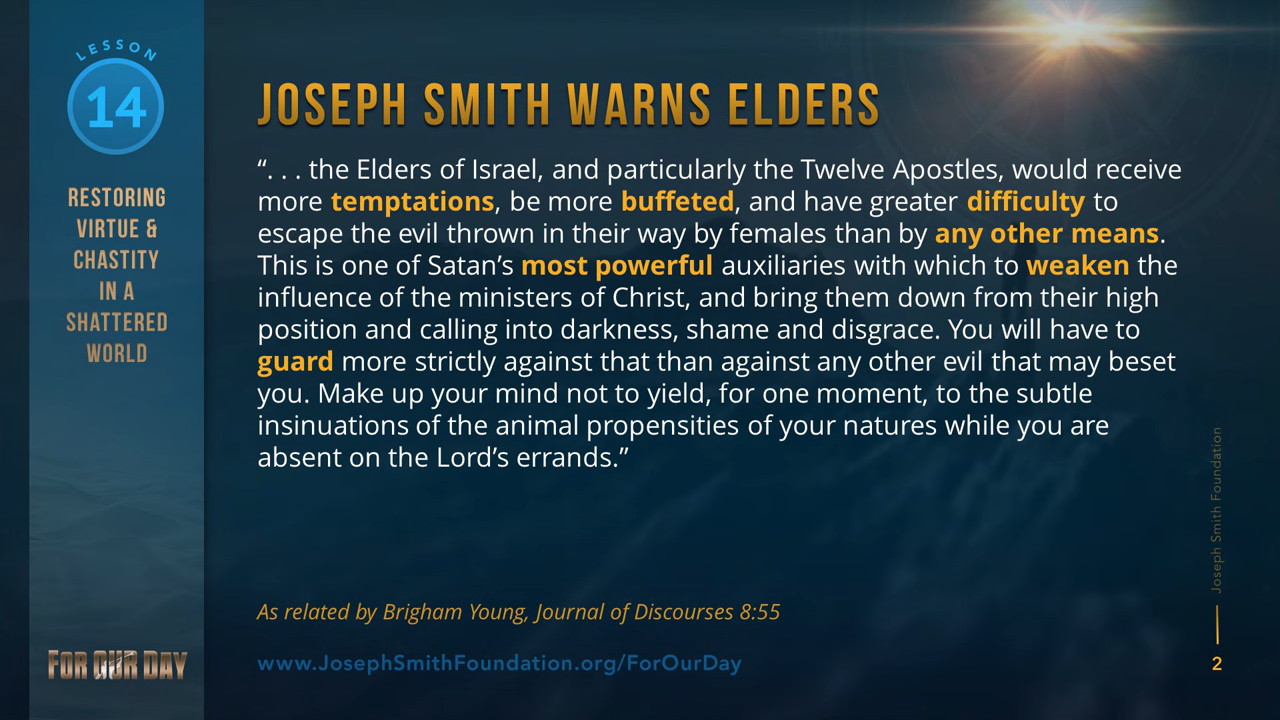 LESSON
14
RESTORING
VIRTUE &
CHASTITY
IN A
SHATTERED
WORLD
FOR OUR DAY
JOSEPH SMITH WARNS ELDERS
“. . . the Elders of Israel, and particularly the Twelve Apostles, would receive
more temptations, be more buffeted, and have greater difficulty to
escape the evil thrown in their way by females than by any other means.
This is one of Satan’s most powerful auxiliaries with which to weaken the
influence of the ministers of Christ, and bring them down from their high
position and calling into darkness, shame and disgrace. You will have to
guard more strictly against that than against any other evil that may beset
you. Make up your mind not to yield, for one moment, to the subtle
insinuations of the animal propensities of your natures while you are
absent on the Lord’s errands.”
As related by Brigham Young, Journal of Discourses 8:55
www.JosephSmithFoundation.org/ForOurDay
Joseph Smith Foundation
2